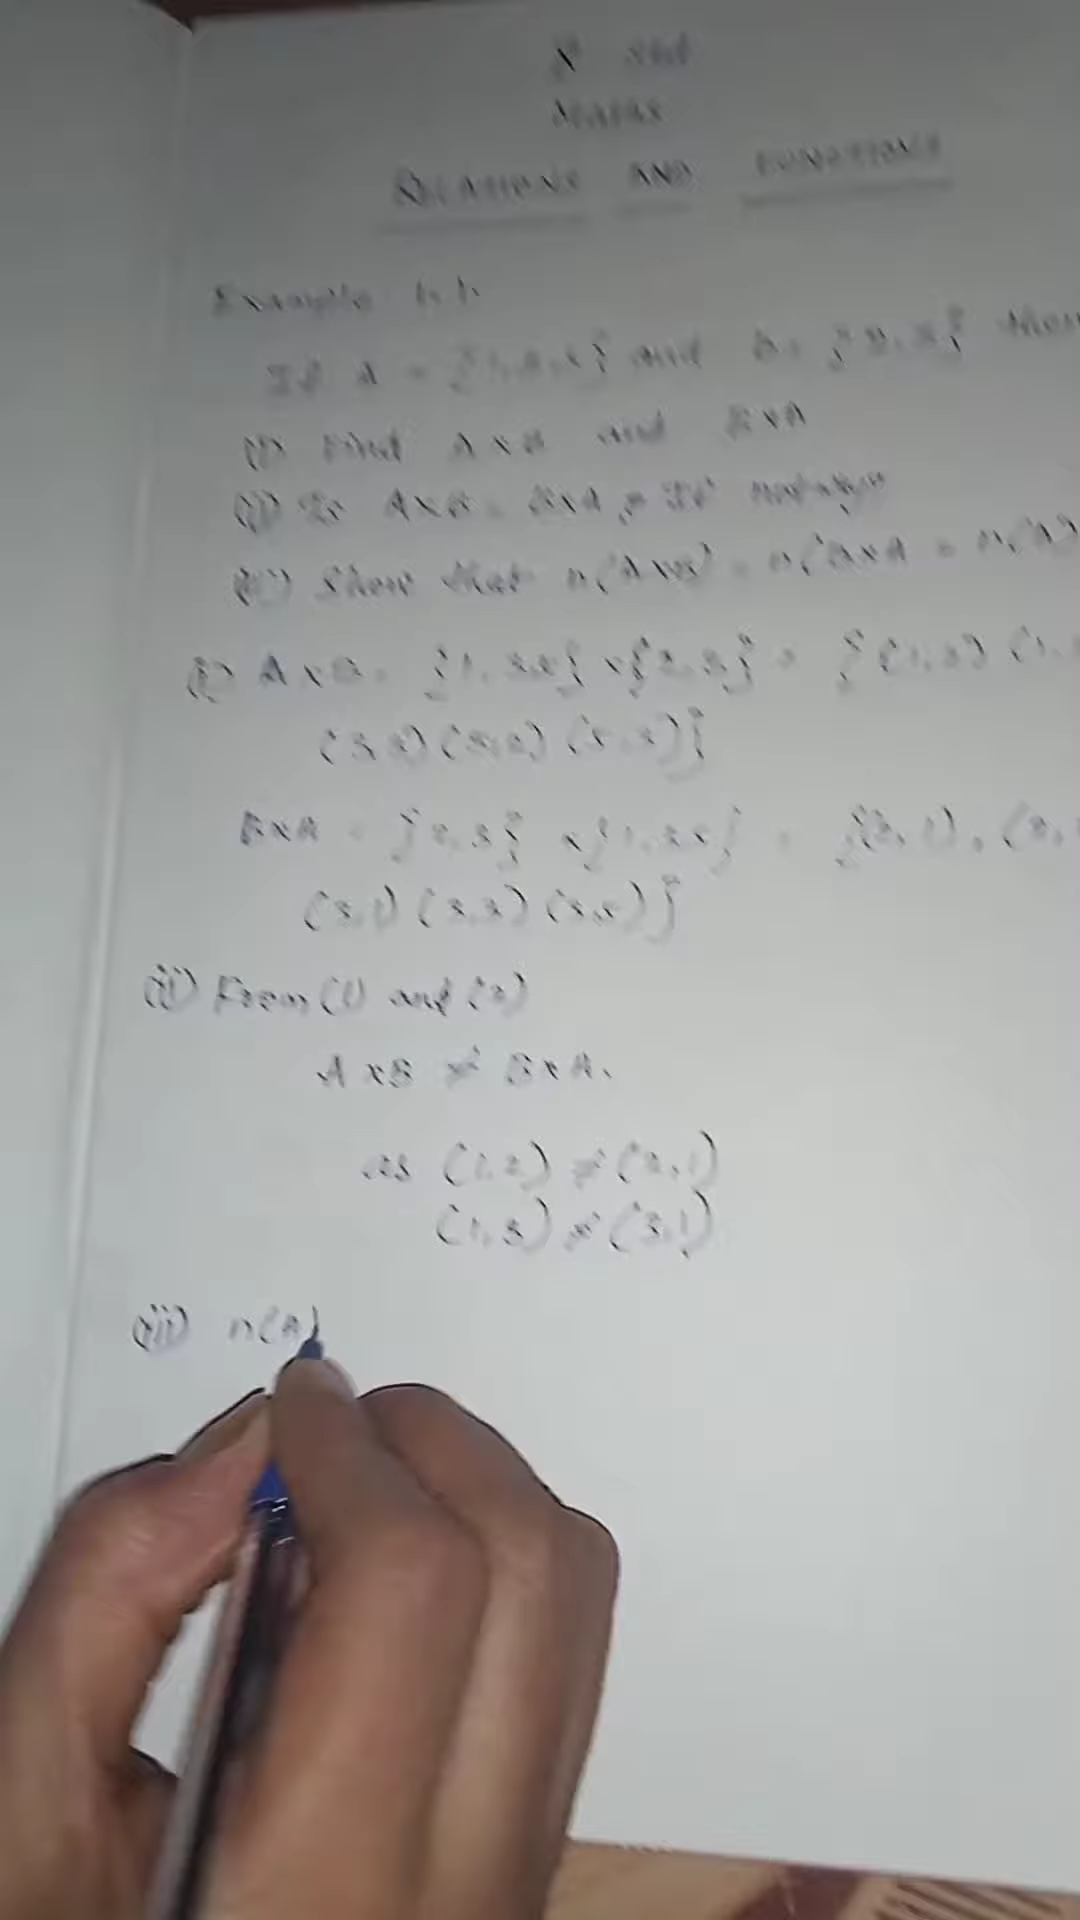 X Std
Maths
RELATIONS AND FUNCTIONS
Example 1.1.
If A = {1,3,5} and B = {2,3} then
(i) Find A×B and B×A
(ii) Is A×B = B×A ? If not why?
(iii) Show that n(A×B) = n(B×A = n(A)
(i) A×B = {1,3,5} ×{2,3} = {(1,2) (1,
(3,3) (5,2) (5,3)}
B×A = {2,3} ×{1,3,5} = {(2,1), (2,
(3,1) (3,3) (3,5)}
(ii) From (1) and (2)
A×B ≠ B×A.
as (1,2) ≠ (2,1)
(1,3) ≠ (3,1)
(iii) n(A)